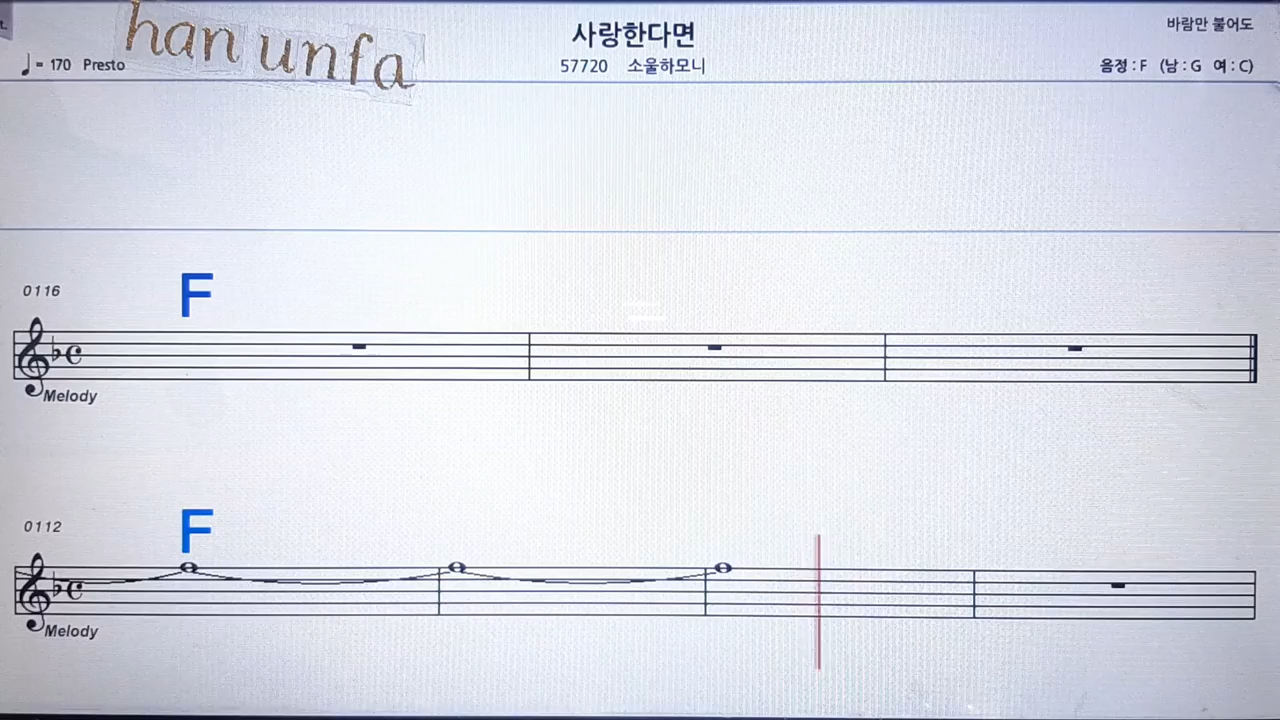 han unfa
사랑한다면
바람만 불어도
♩ = 170 Presto
57720 소울하모니
음정 : F (남 : G 여 : C)
0116
F
Melody
0112
F
Melody